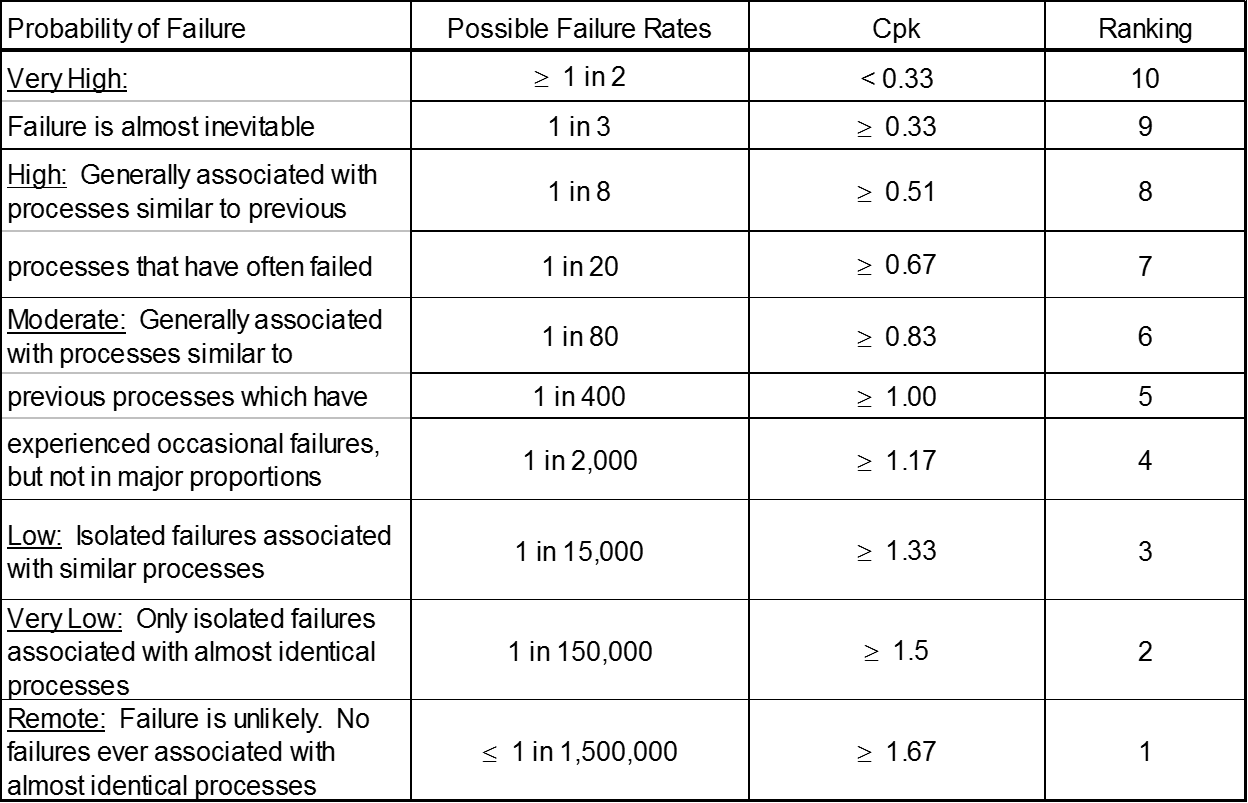 Probability of Failure Possible Failure Rates Cpk Ranking
Very High: ≥ 1 in 2 < 0.33 10
Failure is almost inevitable 1 in 3 ≥ 0.33 9
High: Generally associated with
processes similar to previous 1 in 8 ≥ 0.51 8
processes that have often failed 1 in 20 ≥ 0.67 7
Moderate: Generally associated
with processes similar to 1 in 80 ≥ 0.83 6
previous processes which have 1 in 400 ≥ 1.00 5
experienced occasional failures,
but not in major proportions 1 in 2,000 ≥ 1.17 4
Low: Isolated failures associated
with similar processes 1 in 15,000 ≥ 1.33 3
Very Low: Only isolated failures
associated with almost identical 1 in 150,000 ≥ 1.5 2
processes
Remote: Failure is unlikely. No
failures ever associated with ≤ 1 in 1,500,000 ≥ 1.67 1
almost identical processes